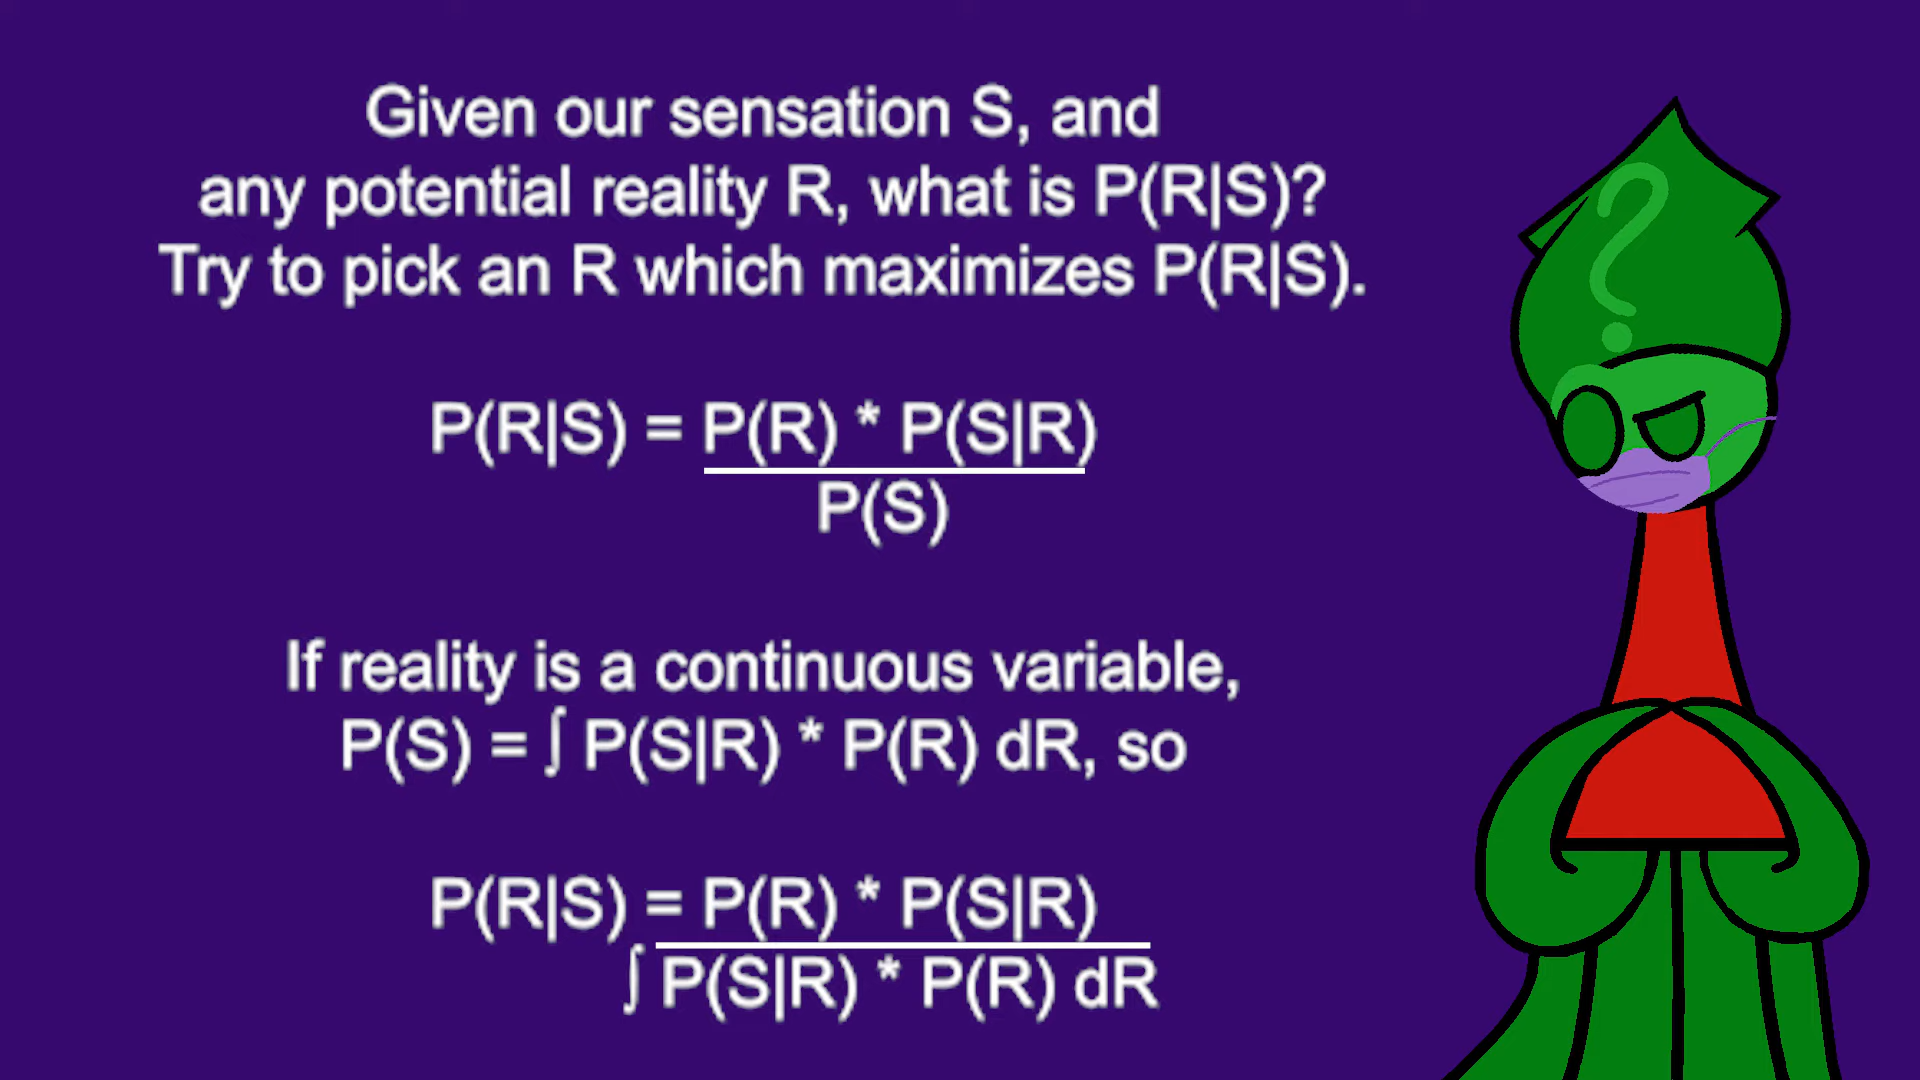 Given our sensation S, and
any potential reality R, what is P(R|S)?
Try to pick an R which maximizes P(R|S).
P(R|S) = P(R) * P(S|R)
P(S)
If reality is a continuous variable,
P(S) = ∫ P(S|R) * P(R) dR, so
P(R|S) = P(R) * P(S|R)
∫ P(S|R) * P(R) dR
?